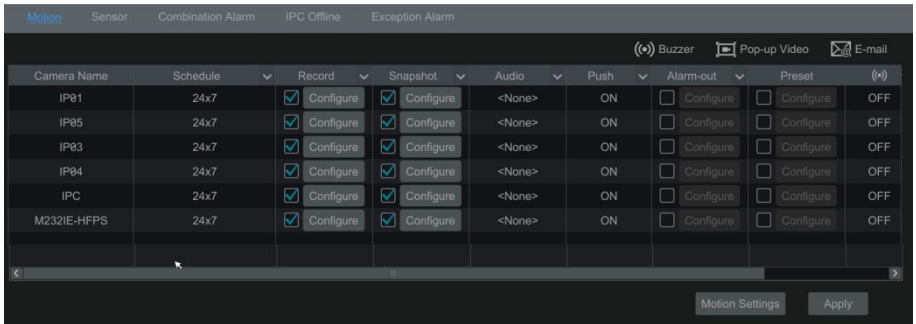 Motion Sensor Combination Alarm IPC Offline Exception Alarm
Buzzer Pop-up Video E-mail
Camera Name Schedule Record Snapshot Audio Push Alarm-out Preset
IP01 24x7 Configure Configure <None> ON Configure Configure OFF
IP05 24x7 Configure Configure <None> ON Configure Configure OFF
IP03 24x7 Configure Configure <None> ON Configure Configure OFF
IP04 24x7 Configure Configure <None> ON Configure Configure OFF
IPC 24x7 Configure Configure <None> ON Configure Configure OFF
M232IE-HFPS 24x7 Configure Configure <None> ON Configure Configure OFF
Motion Settings Apply